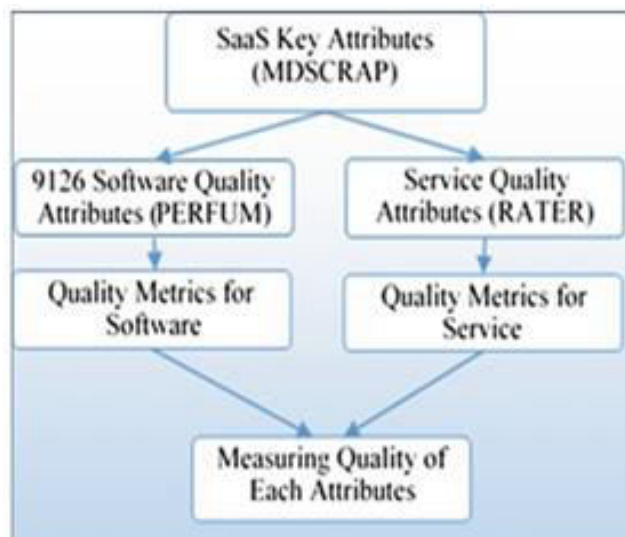 SaaS Key Attributes
(MDSCRAP)
9126 Software Quality
Attributes (PERFUM)
Service Quality
Attributes (RATER)
Quality Metrics for
Software
Quality Metrics for
Service
Measuring Quality of
Each Attributes